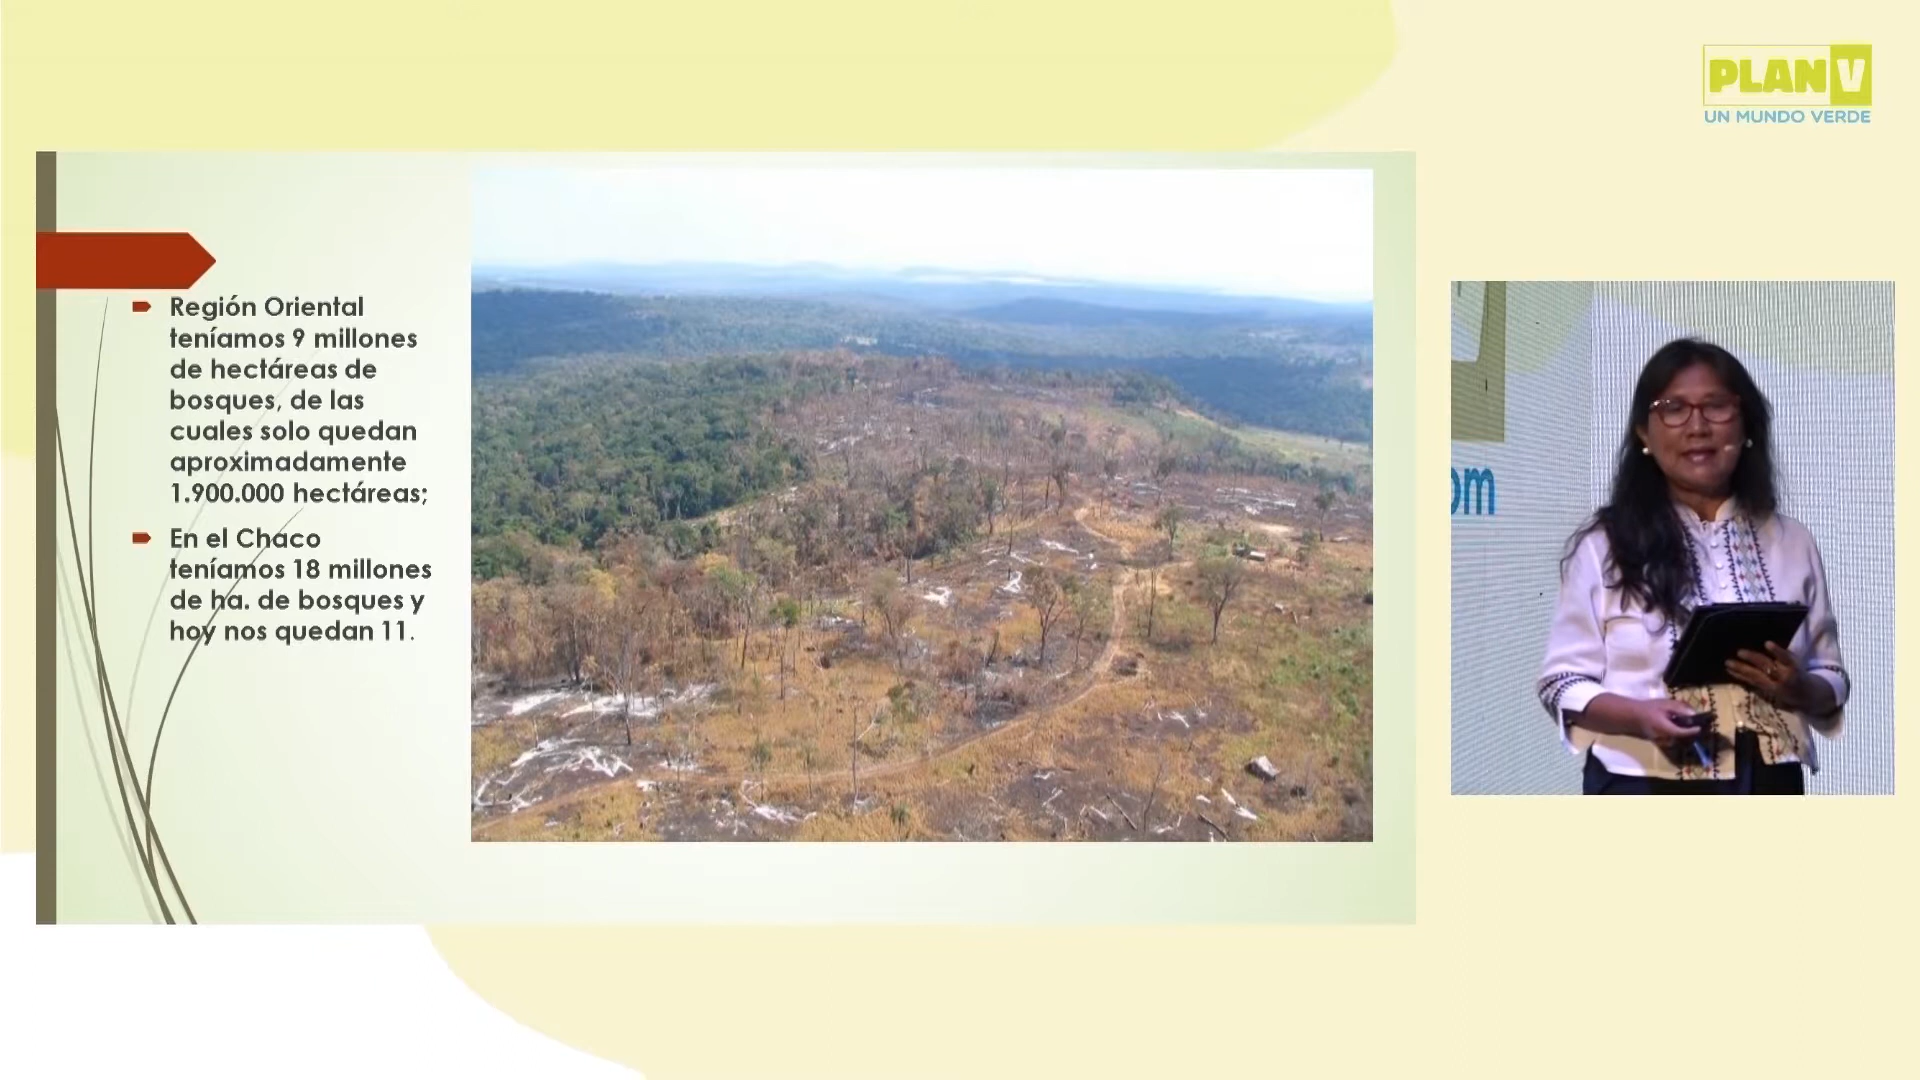 PLAN V
UN MUNDO VERDE
Región Oriental
teníamos 9 millones
de hectáreas de
bosques, de las
cuales solo quedan
aproximadamente
1.900.000 hectáreas;
En el Chaco
teníamos 18 millones
de ha. de bosques y
hoy nos quedan 11.
om